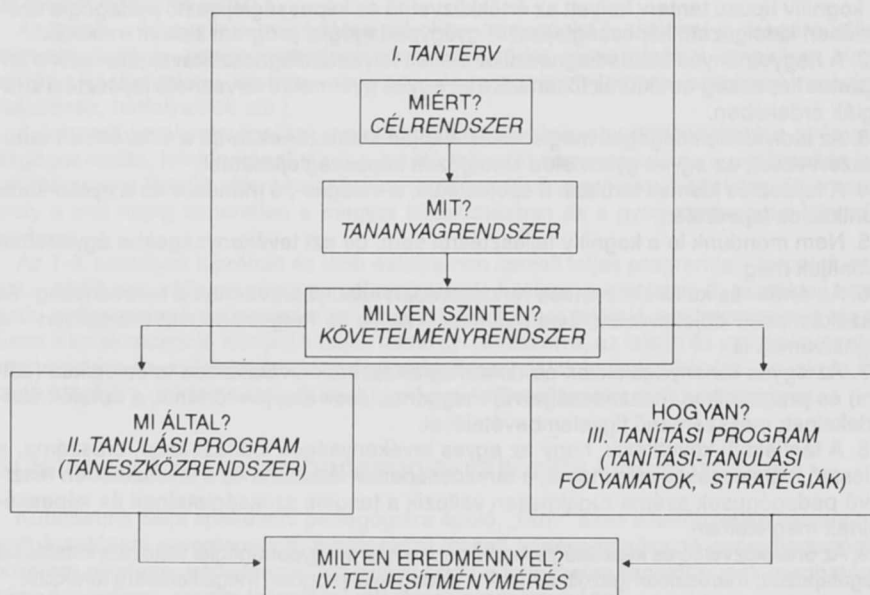 I. TANTERV
MIÉRT?
CÉLRENDSZER
MIT?
TANANYAGRENDSZER
MILYEN SZINTEN?
KÖVETELMÉNYRENDSZER
MI ÁLTAL?
II. TANULÁSI PROGRAM
(TANESZKÖZRENDSZER)
HOGYAN?
III. TANÍTÁSI PROGRAM
(TANÍTÁSI-TANULÁSI
FOLYAMATOK, STRATÉGIÁK)
MILYEN EREDMÉNNYEL?
IV. TELJESÍTMÉNYMÉRÉS